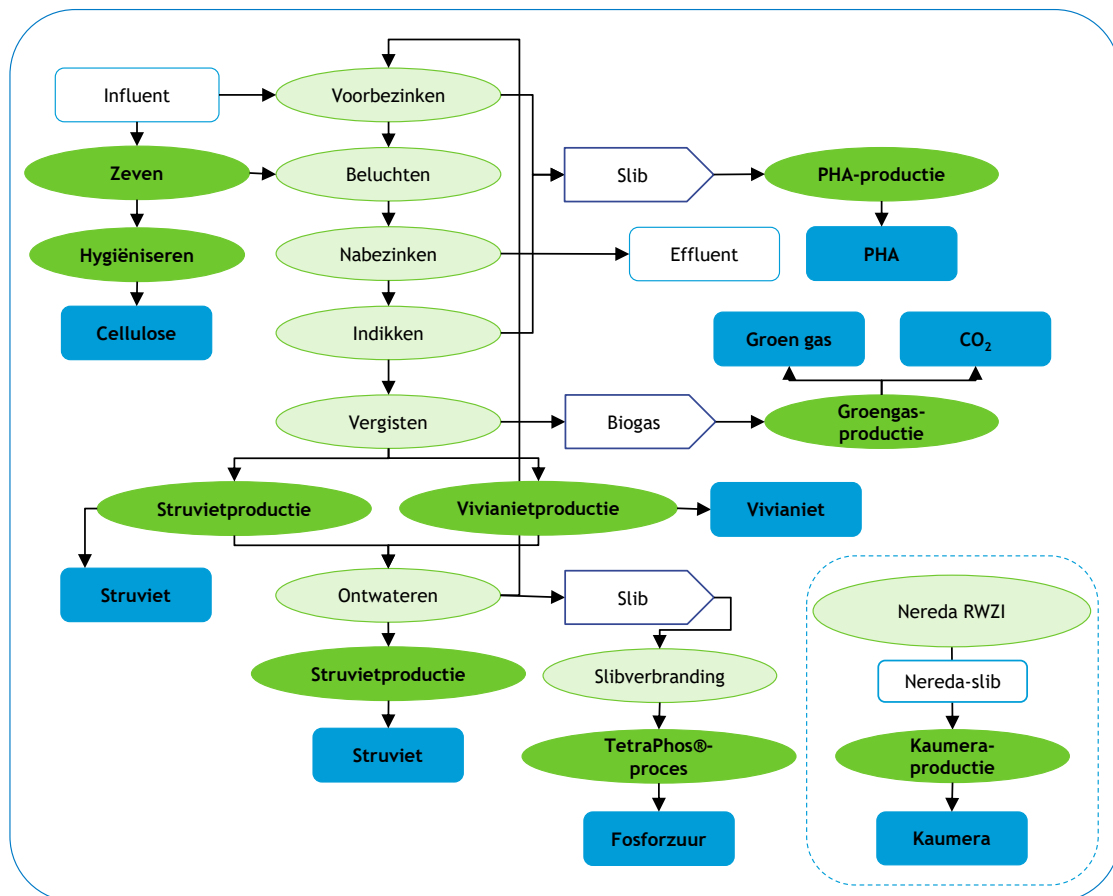 Influent
Voorbezinken
Zeven
Beluchten
Slib
PHA-productie
Hygiëniseren
Nabezinken
Effluent
PHA
Cellulose
Indikken
Groen gas
CO₂
Vergisten
Biogas
Groengas-
productie
Struvietproductie
Vivianietproductie
Vivianiet
Struviet
Ontwateren
Slib
Nereda RWZI
Struvietproductie
Slibverbranding
Nereda-slib
Struviet
TetraPhos®-
proces
Kaumera-
productie
Fosforzuur
Kaumera